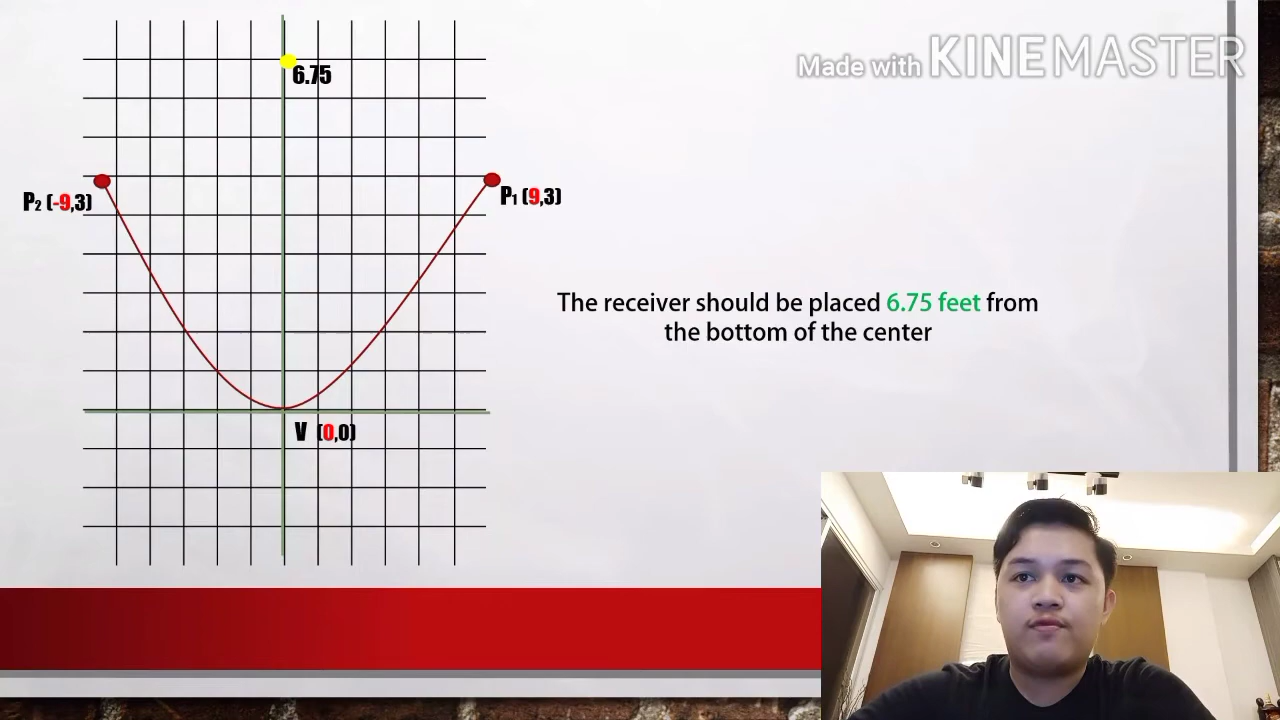 Made with KINEMASTER
6.75
P2 (-9,3)
P1 (9,3)
The receiver should be placed 6.75 feet from
the bottom of the center
V (0,0)